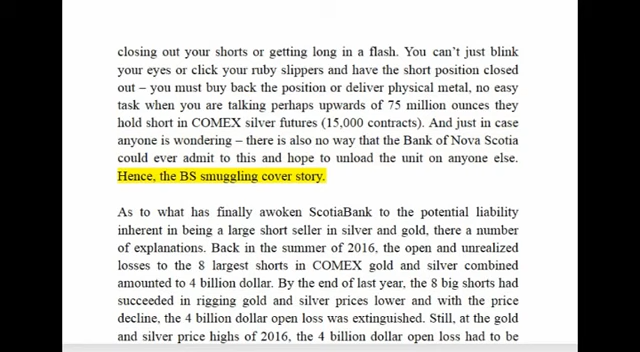 closing out your shorts or getting long in a flash. You can't just blink
your eyes or click your ruby slippers and have the short position closed
out – you must buy back the position or deliver physical metal, no easy
task when you are talking perhaps upwards of 75 million ounces they
hold short in COMEX silver futures (15,000 contracts). And just in case
anyone is wondering – there is also no way that the Bank of Nova Scotia
could ever admit to this and hope to unload the unit on anyone else.
Hence, the BS smuggling cover story.
As to what has finally awoken ScotiaBank to the potential liability
inherent in being a large short seller in silver and gold, there a number
of explanations. Back in the summer of 2016, the open and unrealized
losses to the 8 largest shorts in COMEX gold and silver combined
amounted to 4 billion dollar. By the end of last year, the 8 big shorts had
succeeded in rigging gold and silver prices lower and with the price
decline, the 4 billion dollar open loss was extinguished. Still, at the gold
and silver price highs of 2016, the 4 billion dollar open loss had to be